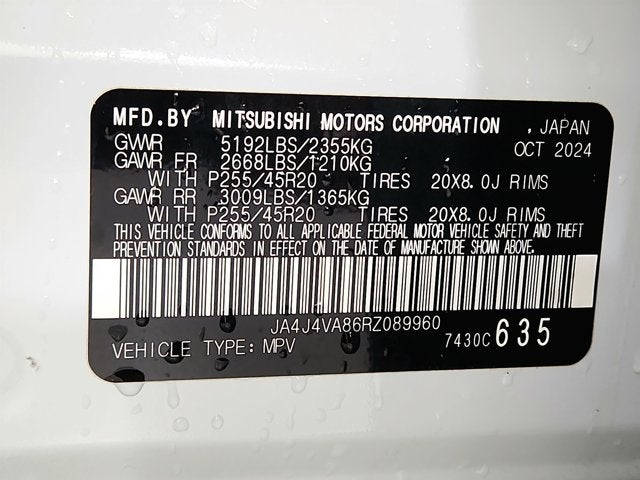 MFD.BY MITSUBISHI MOTORS CORPORATION , JAPAN
GVWR 5192LBS/2355KG OCT 2024
GAWR FR 2668LBS/1210KG
WITH P255/45R20 TIRES 20X8.0J RIMS
GAWR RR 3009LBS/1365KG
WITH P255/45R20 TIRES 20X8.0J RIMS
THIS VEHICLE CONFORMS TO ALL APPLICABLE FEDERAL MOTOR VEHICLE SAFETY AND THEFT
PREVENTION STANDARDS IN EFFECT ON THE DATE OF MANUFACTURE SHOWN ABOVE.
JA4J4VA86RZ089960
VEHICLE TYPE: MPV 7430C 635